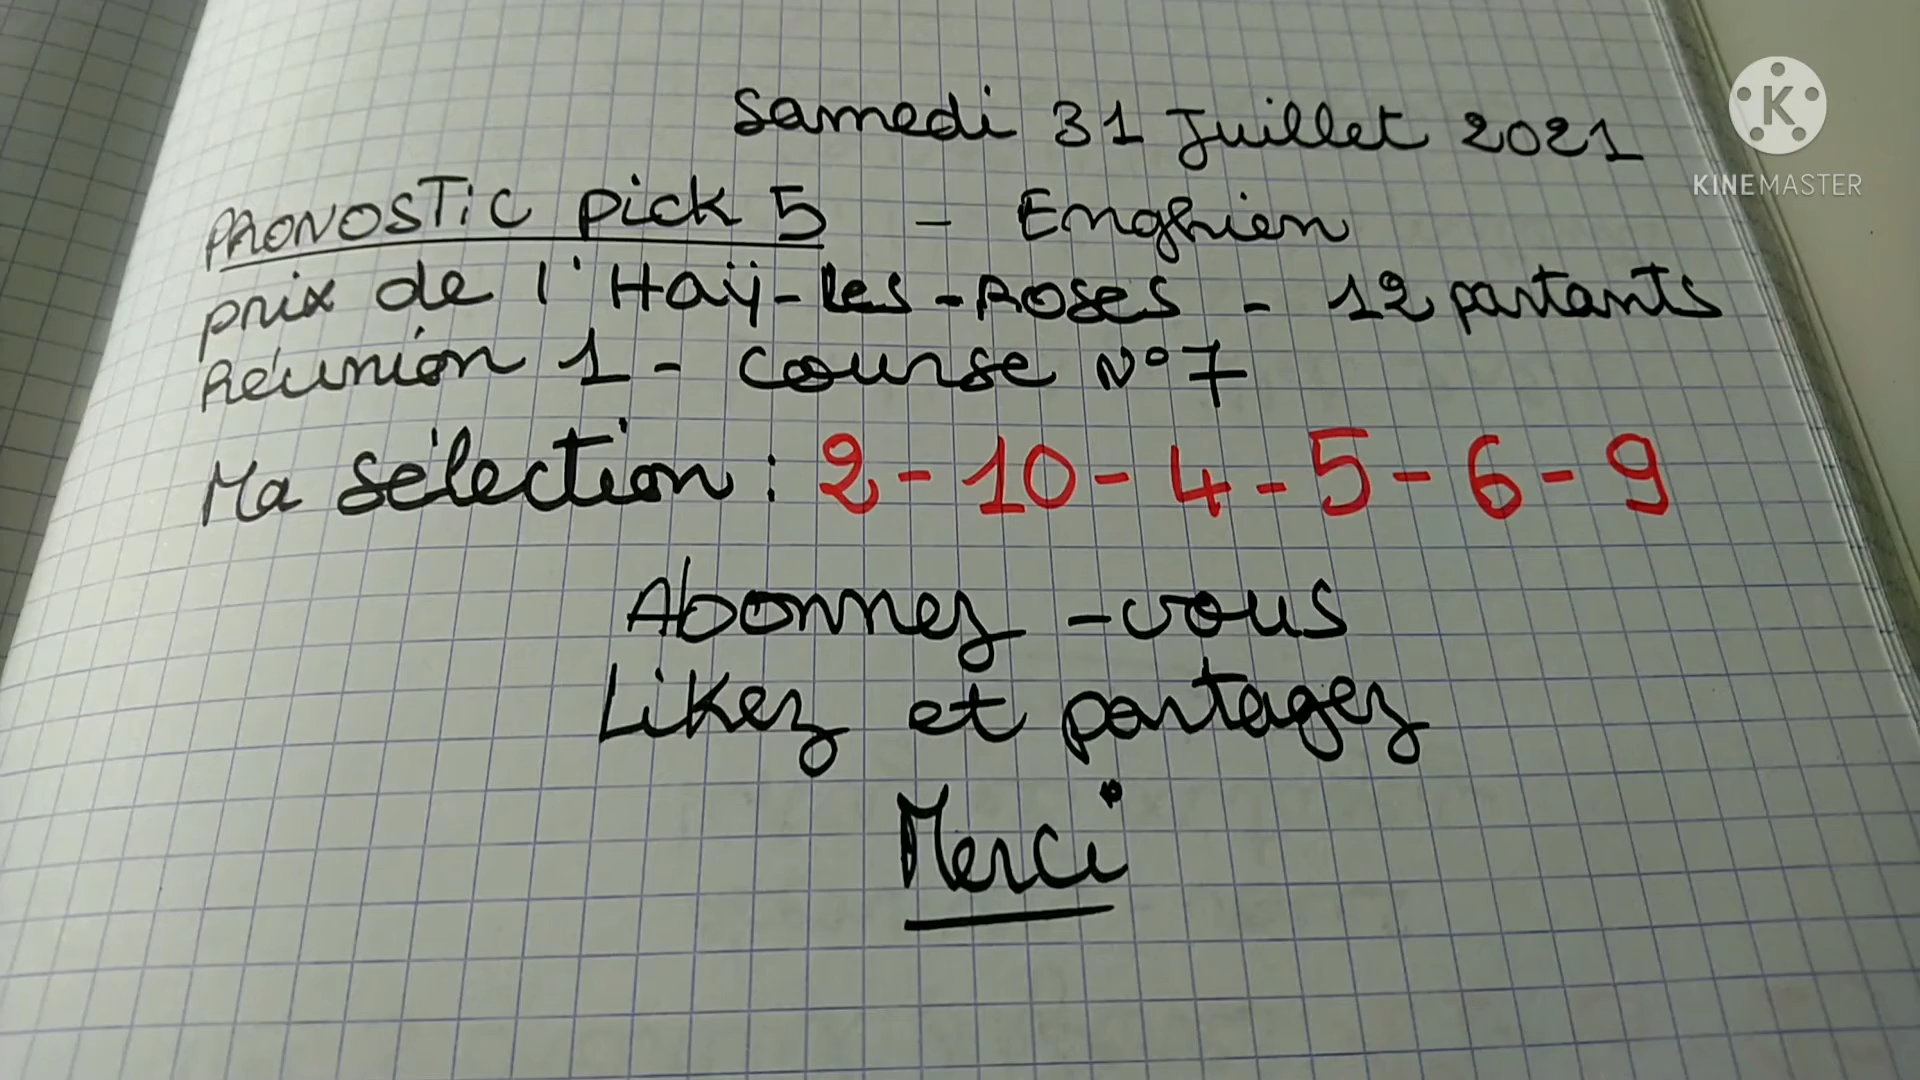 Samedi 31 Juillet 2021
PRONOSTIC pick 5 - Enghien
prix de l'Haÿ-les-Roses - 12 partants
Réunion 1 - course N°7
Ma sélection : 2 - 10 - 4 - 5 - 6 - 9
Abonnez-vous
Likez et partagez
Merci
K
KINEMASTER